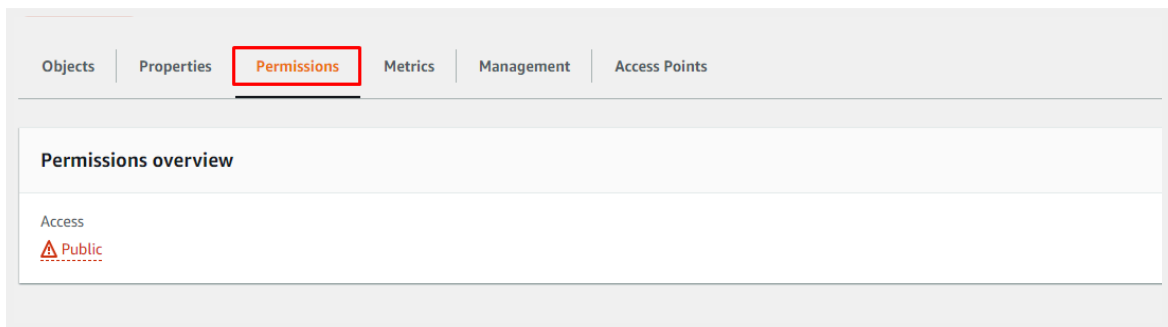 Objects Properties Permissions Metrics Management Access Points
Permissions overview
Access
Public